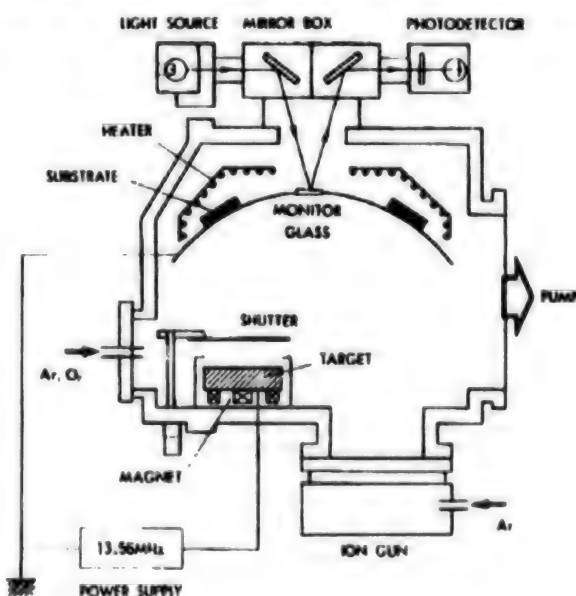 LIGHT SOURCE
MIRROR BOX
PHOTODETECTOR
HEATER
SUBSTRATE
MONITOR
GLASS
PUMP
SHUTTER
TARGET
Ar, O₂
MAGNET
Ar
13.56MHz
ION GUN
POWER SUPPLY